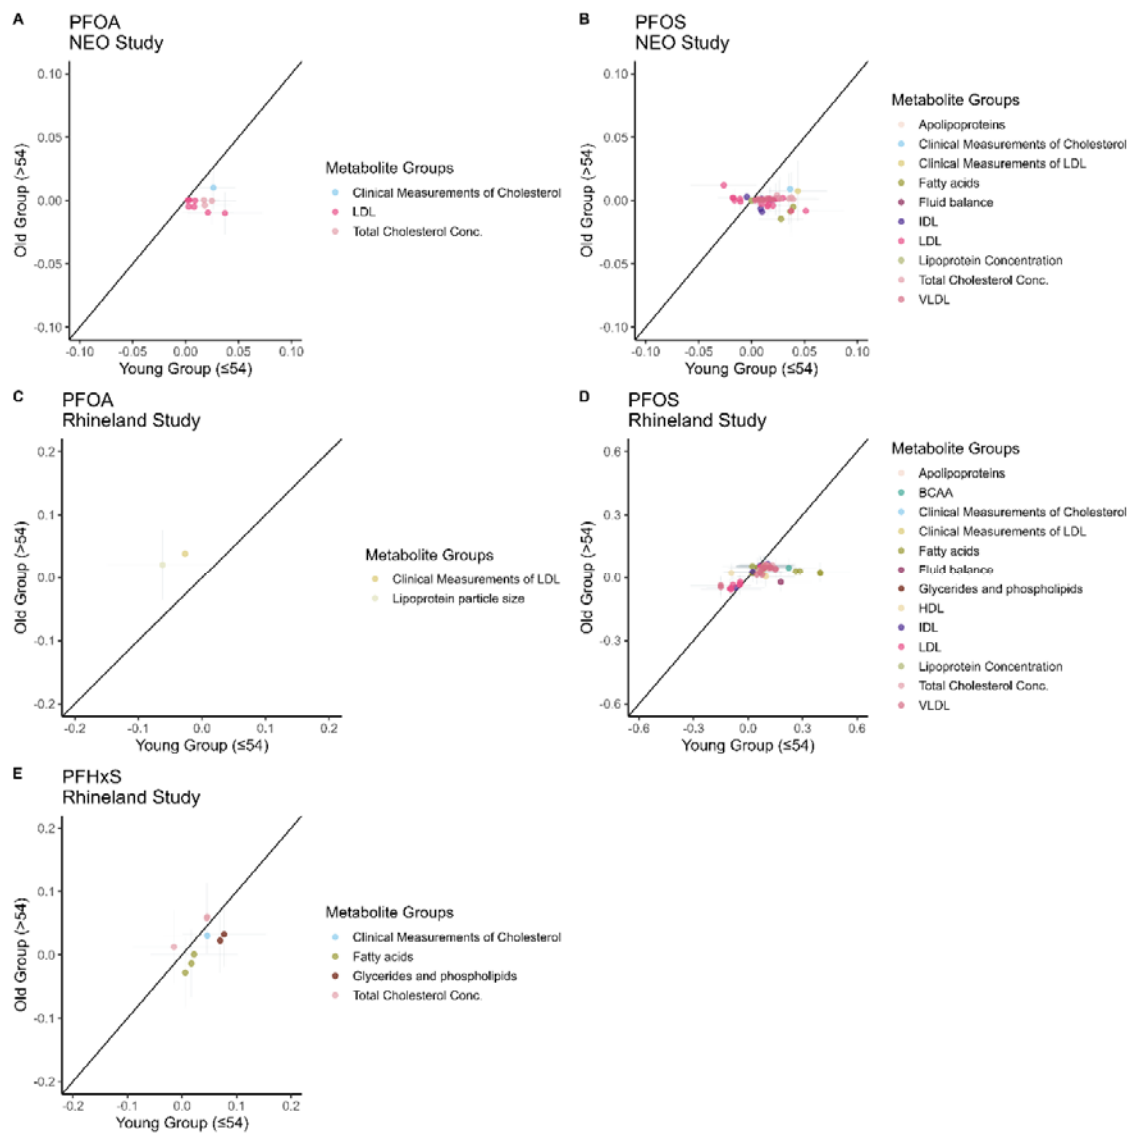 A
PFOA
NEO Study
Old Group (>54)
0.10
0.05
0.00
-0.05
-0.10
-0.10
-0.05
0.00
0.05
0.10
Young Group (≤54)
Metabolite Groups
Clinical Measurements of Cholesterol
LDL
Total Cholesterol Conc.
B
PFOS
NEO Study
Old Group (>54)
0.10
0.05
0.00
-0.05
-0.10
-0.10
-0.05
0.00
0.05
0.10
Young Group (≤54)
Metabolite Groups
Apolipoproteins
Clinical Measurements of Cholesterol
Clinical Measurements of LDL
Fatty acids
Fluid balance
IDL
LDL
Lipoprotein Concentration
Total Cholesterol Conc.
VLDL
C
PFOA
Rhineland Study
Old Group (>54)
0.2
0.1
0.0
-0.1
-0.2
-0.2
-0.1
0.0
0.1
0.2
Young Group (≤54)
Metabolite Groups
Clinical Measurements of LDL
Lipoprotein particle size
D
PFOS
Rhineland Study
Old Group (>54)
0.6
0.3
0.0
-0.3
-0.6
-0.6
-0.3
0.0
0.3
0.6
Young Group (≤54)
Metabolite Groups
Apolipoproteins
BCAA
Clinical Measurements of Cholesterol
Clinical Measurements of LDL
Fatty acids
Fluid balance
Glycerides and phospholipids
HDL
IDL
LDL
Lipoprotein Concentration
Total Cholesterol Conc.
VLDL
E
PFHxS
Rhineland Study
Old Group (>54)
0.2
0.1
0.0
-0.1
-0.2
-0.2
-0.1
0.0
0.1
0.2
Young Group (≤54)
Metabolite Groups
Clinical Measurements of Cholesterol
Fatty acids
Glycerides and phospholipids
Total Cholesterol Conc.